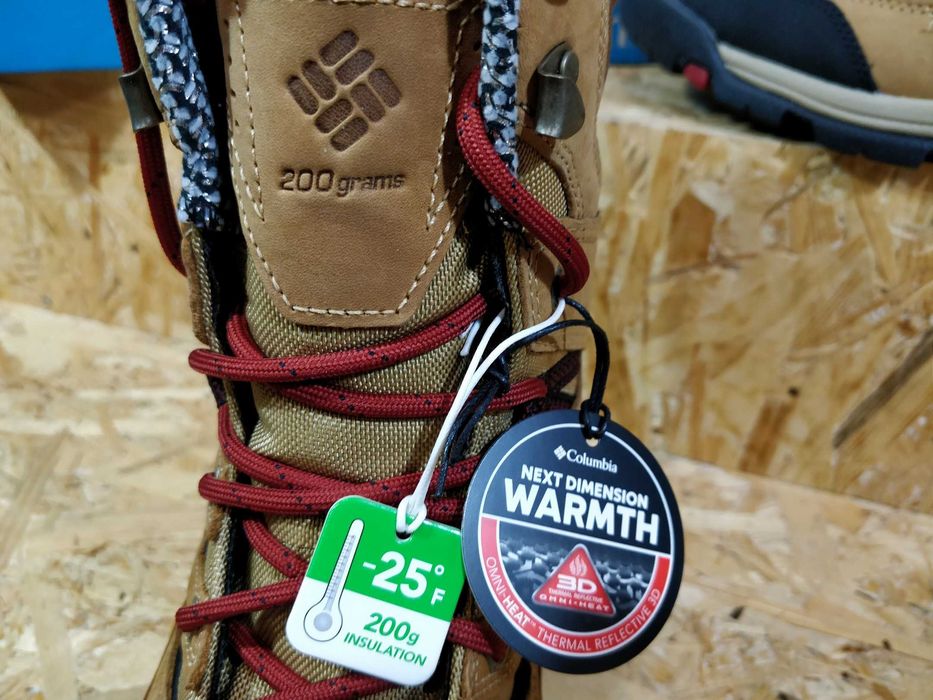 200 grams
-25°F
200g
INSULATION
Columbia
NEXT DIMENSION
WARMTH
3D
THERMAL REFLECTIVE
OMNI-HEAT
OMNI-HEAT™ THERMAL REFLECTIVE 3D